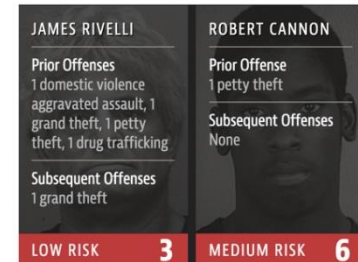 JAMES RIVELLI
Prior Offenses
1 domestic violence
aggravated assault, 1
grand theft, 1 petty
theft, 1 drug trafficking
Subsequent Offenses
1 grand theft
LOW RISK 3
ROBERT CANNON
Prior Offense
1 petty theft
Subsequent Offenses
None
MEDIUM RISK 6